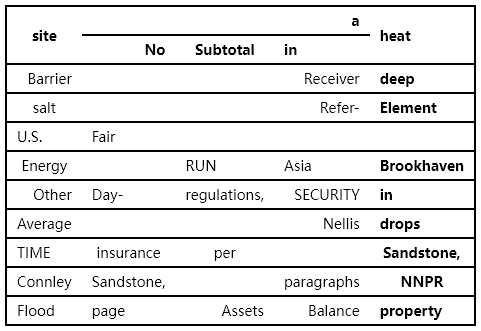 site a heat
No Subtotal in
Barrier Receiver deep
salt Refer- Element
U.S. Fair
Energy RUN Asia Brookhaven
Other Day- regulations, SECURITY in
Average Nellis drops
TIME insurance per Sandstone,
Connley Sandstone, paragraphs NNPR
Flood page Assets Balance property